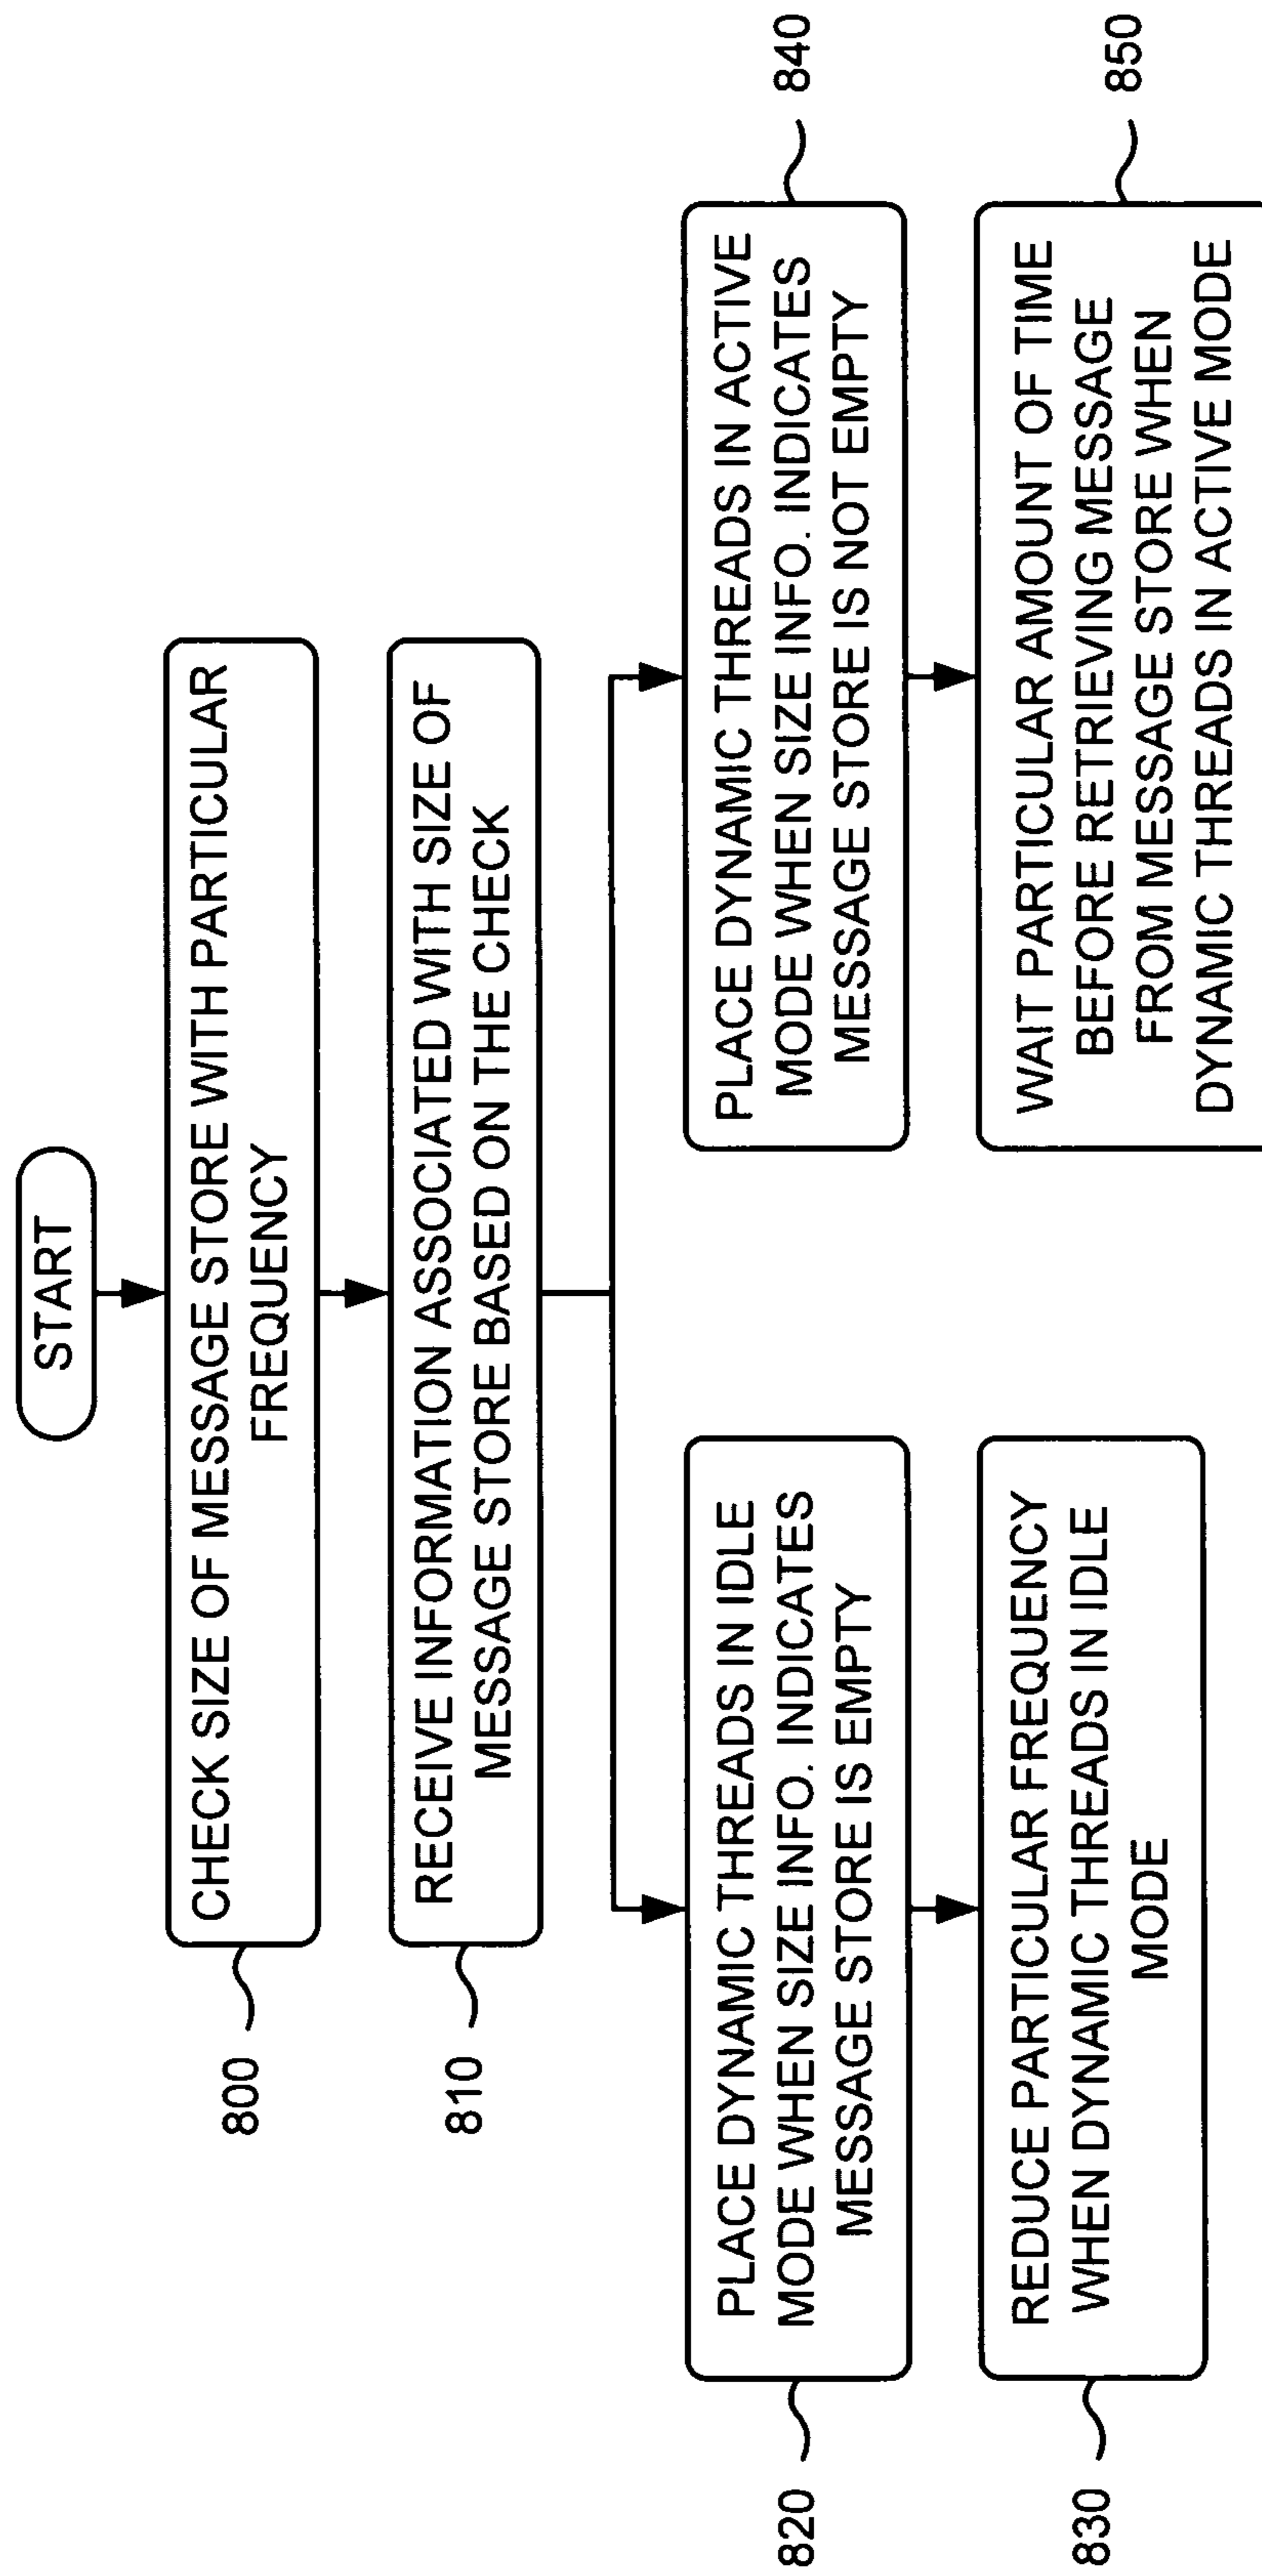 START
CHECK SIZE OF MESSAGE STORE WITH PARTICULAR
FREQUENCY
800
RECEIVE INFORMATION ASSOCIATED WITH SIZE OF
MESSAGE STORE BASED ON THE CHECK
810
PLACE DYNAMIC THREADS IN IDLE
MODE WHEN SIZE INFO. INDICATES
MESSAGE STORE IS EMPTY
820
REDUCE PARTICULAR FREQUENCY
WHEN DYNAMIC THREADS IN IDLE
MODE
830
PLACE DYNAMIC THREADS IN ACTIVE
MODE WHEN SIZE INFO. INDICATES
MESSAGE STORE IS NOT EMPTY
840
WAIT PARTICULAR AMOUNT OF TIME
BEFORE RETRIEVING MESSAGE
FROM MESSAGE STORE WHEN
DYNAMIC THREADS IN ACTIVE MODE
850